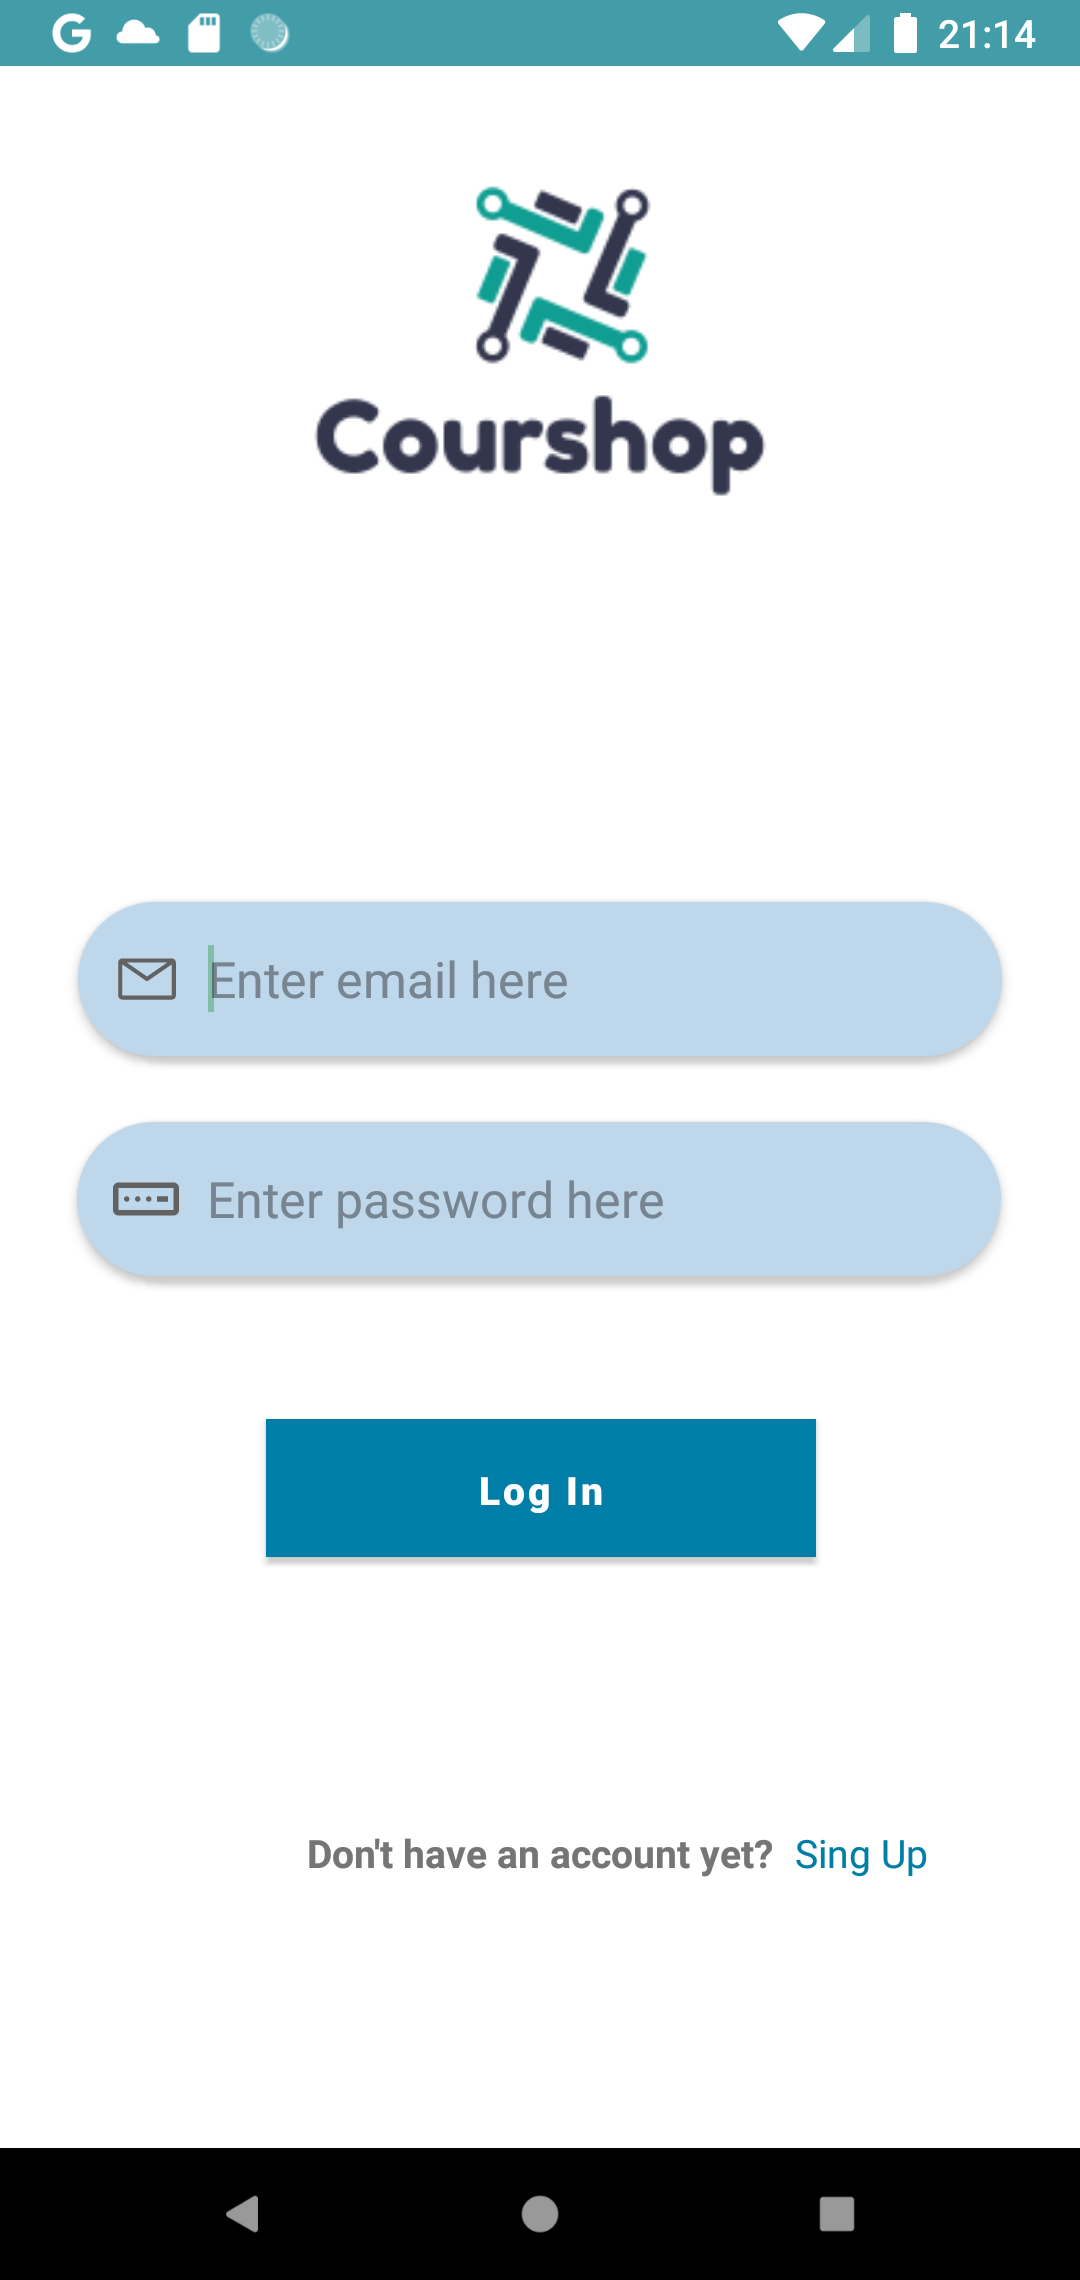 21:14
Courshop
Enter email here
Enter password here
Log In
Don't have an account yet? Sing Up